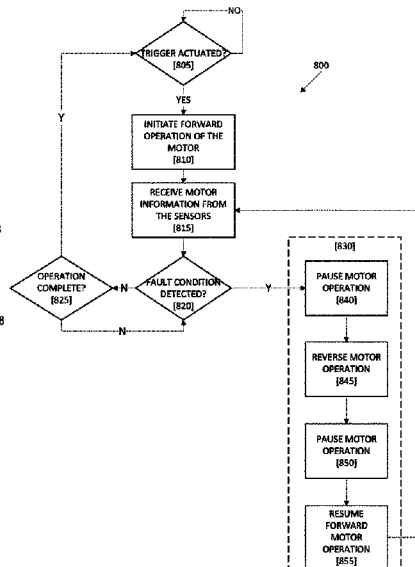 NO
TRIGGER ACTUATED?
[805]
800
YES
Y
INITIATE FORWARD
OPERATION OF THE
MOTOR
[810]
RECEIVE MOTOR
INFORMATION FROM
THE SENSORS
[815]
[830]
OPERATION
COMPLETE?
[825]
N
FAULT CONDITION
DETECTED?
[820]
Y
PAUSE MOTOR
OPERATION
[840]
N
REVERSE MOTOR
OPERATION
[845]
PAUSE MOTOR
OPERATION
[850]
RESUME
FORWARD
MOTOR
OPERATION
[855]